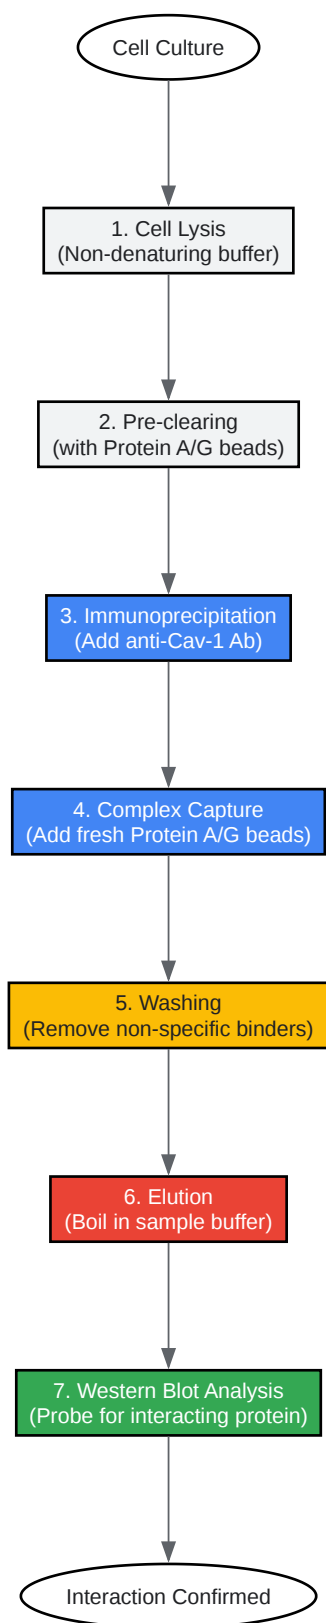 Cell Culture
1. Cell Lysis
(Non-denaturing buffer)
2. Pre-clearing
(with Protein A/G beads)
3. Immunoprecipitation
(Add anti-Cav-1 Ab)
4. Complex Capture
(Add fresh Protein A/G beads)
5. Washing
(Remove non-specific binders)
6. Elution
(Boil in sample buffer)
7. Western Blot Analysis
(Probe for interacting protein)
Interaction Confirmed